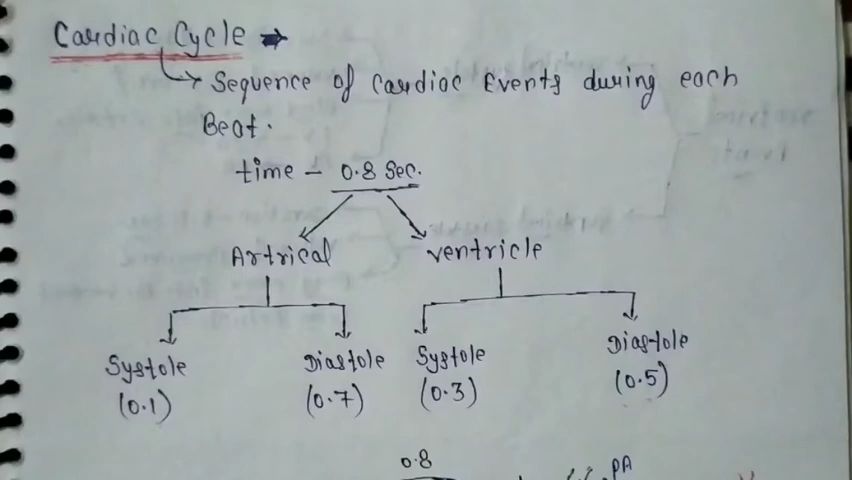 Cardiac Cycle →
↳ Sequence of Cardiac Events during each
Beat.
time - 0.8 Sec.
Artrical ventricle
Systole Diastole Systole Diastole
(0.1) (0.7) (0.3) (0.5)
0.8 PA